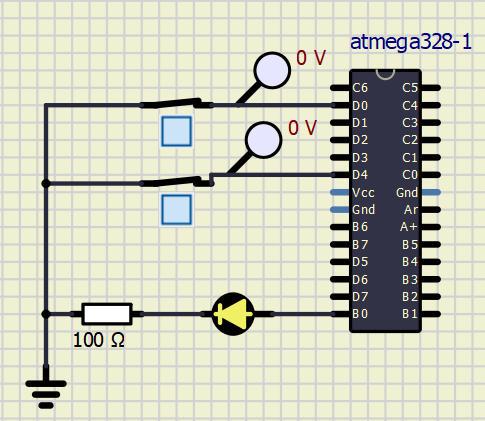 atmega328-1
0 V
C6 C5
D0 C4
D1 C3
0 V
D2 C2
D3 C1
D4 C0
Vcc Gnd
Gnd Ar
B6 A+
B7 B5
D5 B4
D6 B3
D7 B2
B0 B1
100 Ω